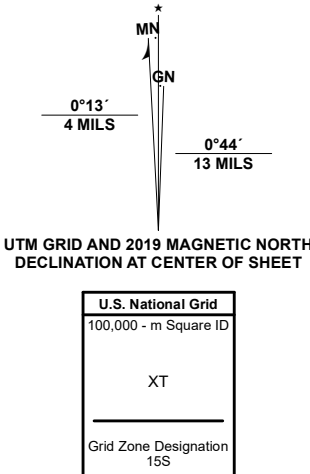 MN
GN
0°13´
4 MILS
0°44´
13 MILS
UTM GRID AND 2019 MAGNETIC NORTH
DECLINATION AT CENTER OF SHEET
U.S. National Grid
100,000 - m Square ID
XT
Grid Zone Designation
15S